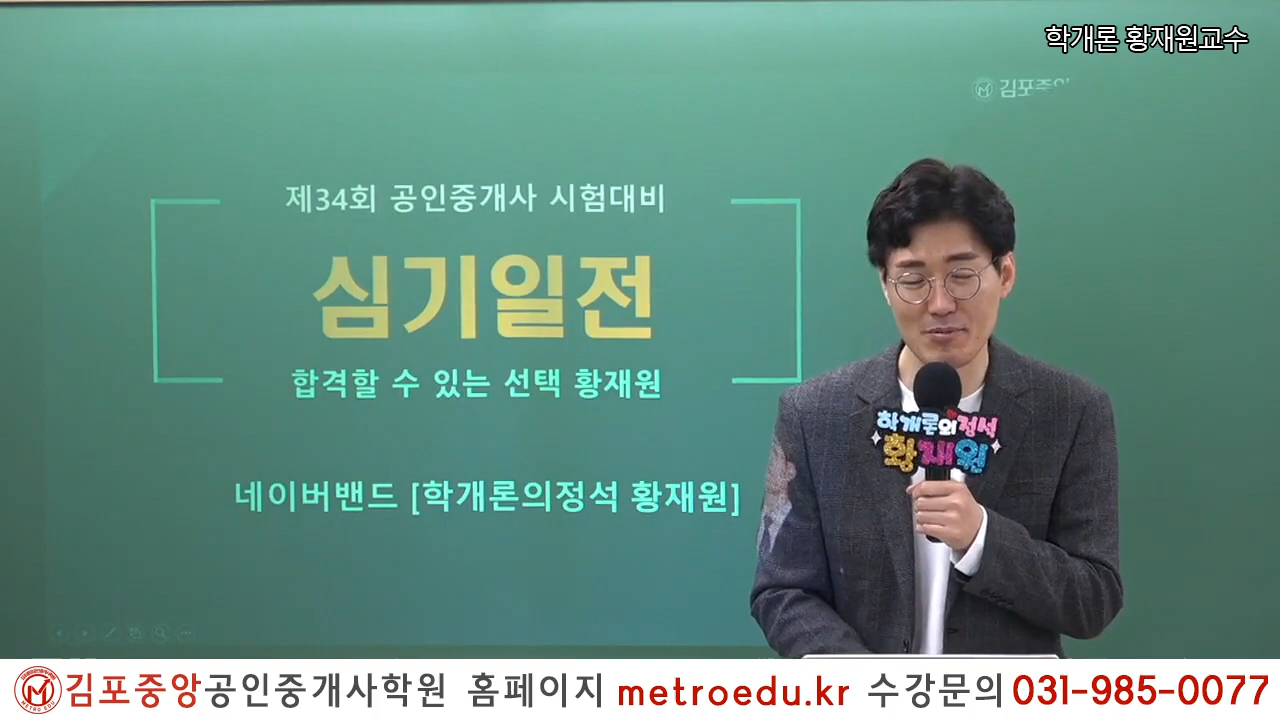 학개론 황재원교수
제34회 공인중개사 시험대비
심기일전
합격할 수 있는 선택 황재원
네이버밴드 [학개론의정석 황재원]
학개론의정석
황재원
METRO EDU
김포중앙공인중개사학원 홈페이지 metroedu.kr 수강문의 031-985-0077